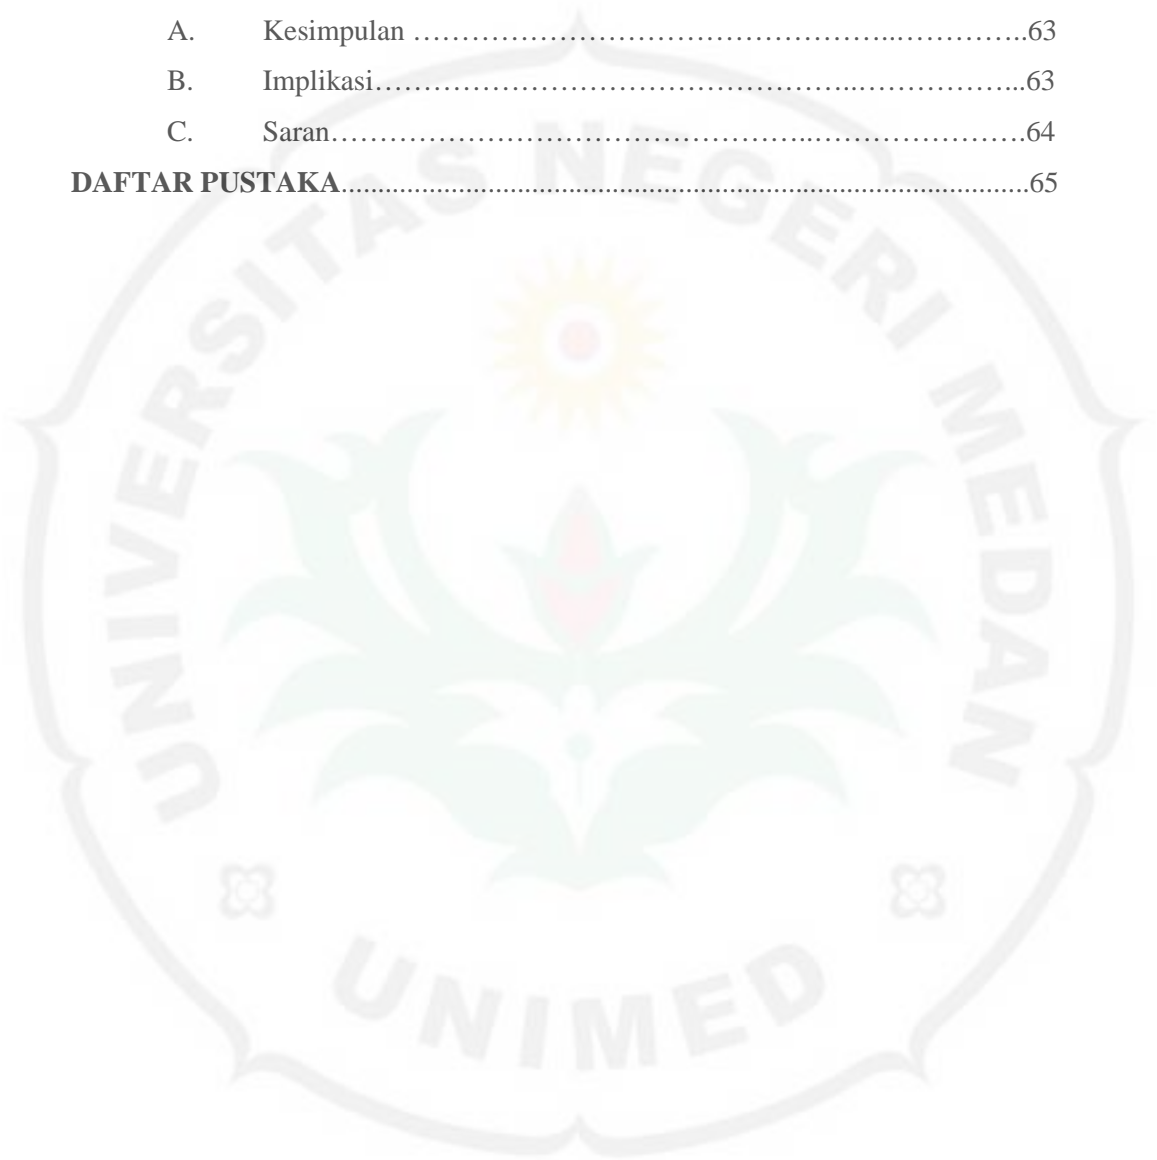 A. Kesimpulan ……………………………………………..…………..63
B. Implikasi…………………………………………..……………...63
C. Saran………………………………………..………………….64
DAFTAR PUSTAKA...............................................................................................65
UNIVERSITAS NEGERI MEDAN
UNIMED